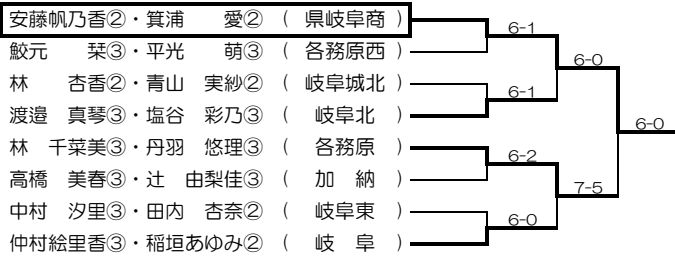 安藤帆乃香②・箕浦　愛②（県岐阜商） 6-1
鮫元　栞③・平光　萌③（各務原西） 6-0
林　杏香②・青山　実紗②（岐阜城北） 6-1
渡邉　真琴③・塩谷　彩乃③（岐阜北） 6-0
林　千菜美③・丹羽　悠理③（各務原） 6-2
高橋　美春③・辻　由梨佳③（加　納） 7-5
中村　汐里③・田内　杏奈②（岐阜東） 6-0
仲村絵里香③・稲垣あゆみ②（岐　阜）